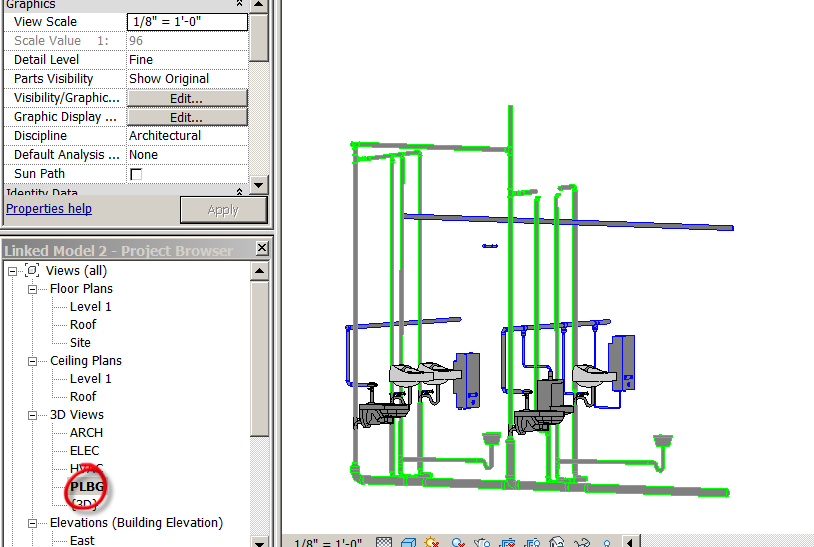 Graphics
View Scale 1/8" = 1'-0"
Scale Value 1: 96
Detail Level Fine
Parts Visibility Show Original
Visibility/Graphic... Edit...
Graphic Display ... Edit...
Discipline Architectural
Default Analysis ... None
Sun Path
Identity Data
Properties help Apply
Linked Model 2 - Project Browser
Views (all)
Floor Plans
Level 1
Roof
Site
Ceiling Plans
Level 1
Roof
3D Views
ARCH
ELEC
HVAC
PLBG
{3D}
Elevations (Building Elevation)
East
1/8" = 1'-0"